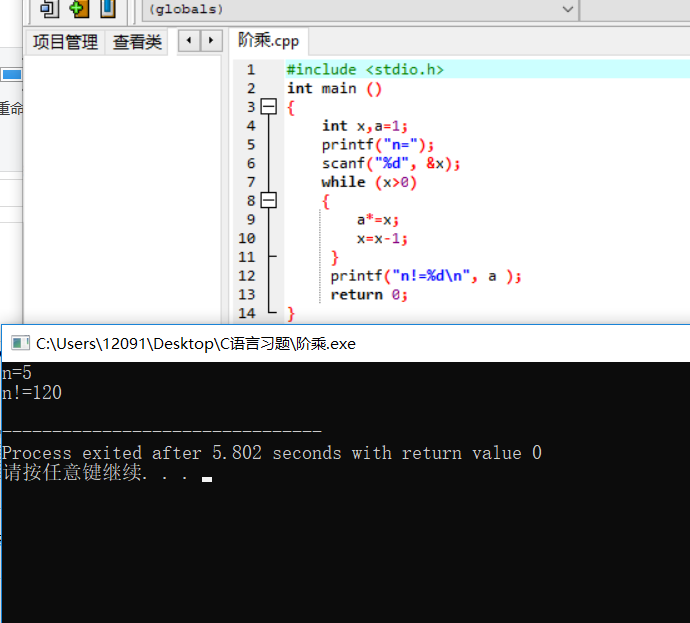 (globals)
项目管理 查看类 阶乘.cpp
重命
1 #include <stdio.h>
2 int main ()
3 {
4 int x,a=1;
5 printf("n=");
6 scanf("%d", &x);
7 while (x>0)
8 {
9 a*=x;
10 x=x-1;
11 }
12 printf("n!=%d\n", a );
13 return 0;
14 }
C:\Users\12091\Desktop\C语言习题\阶乘.exe
n=5
n!=120
--------------------------------
Process exited after 5.802 seconds with return value 0
请按任意键继续. . .